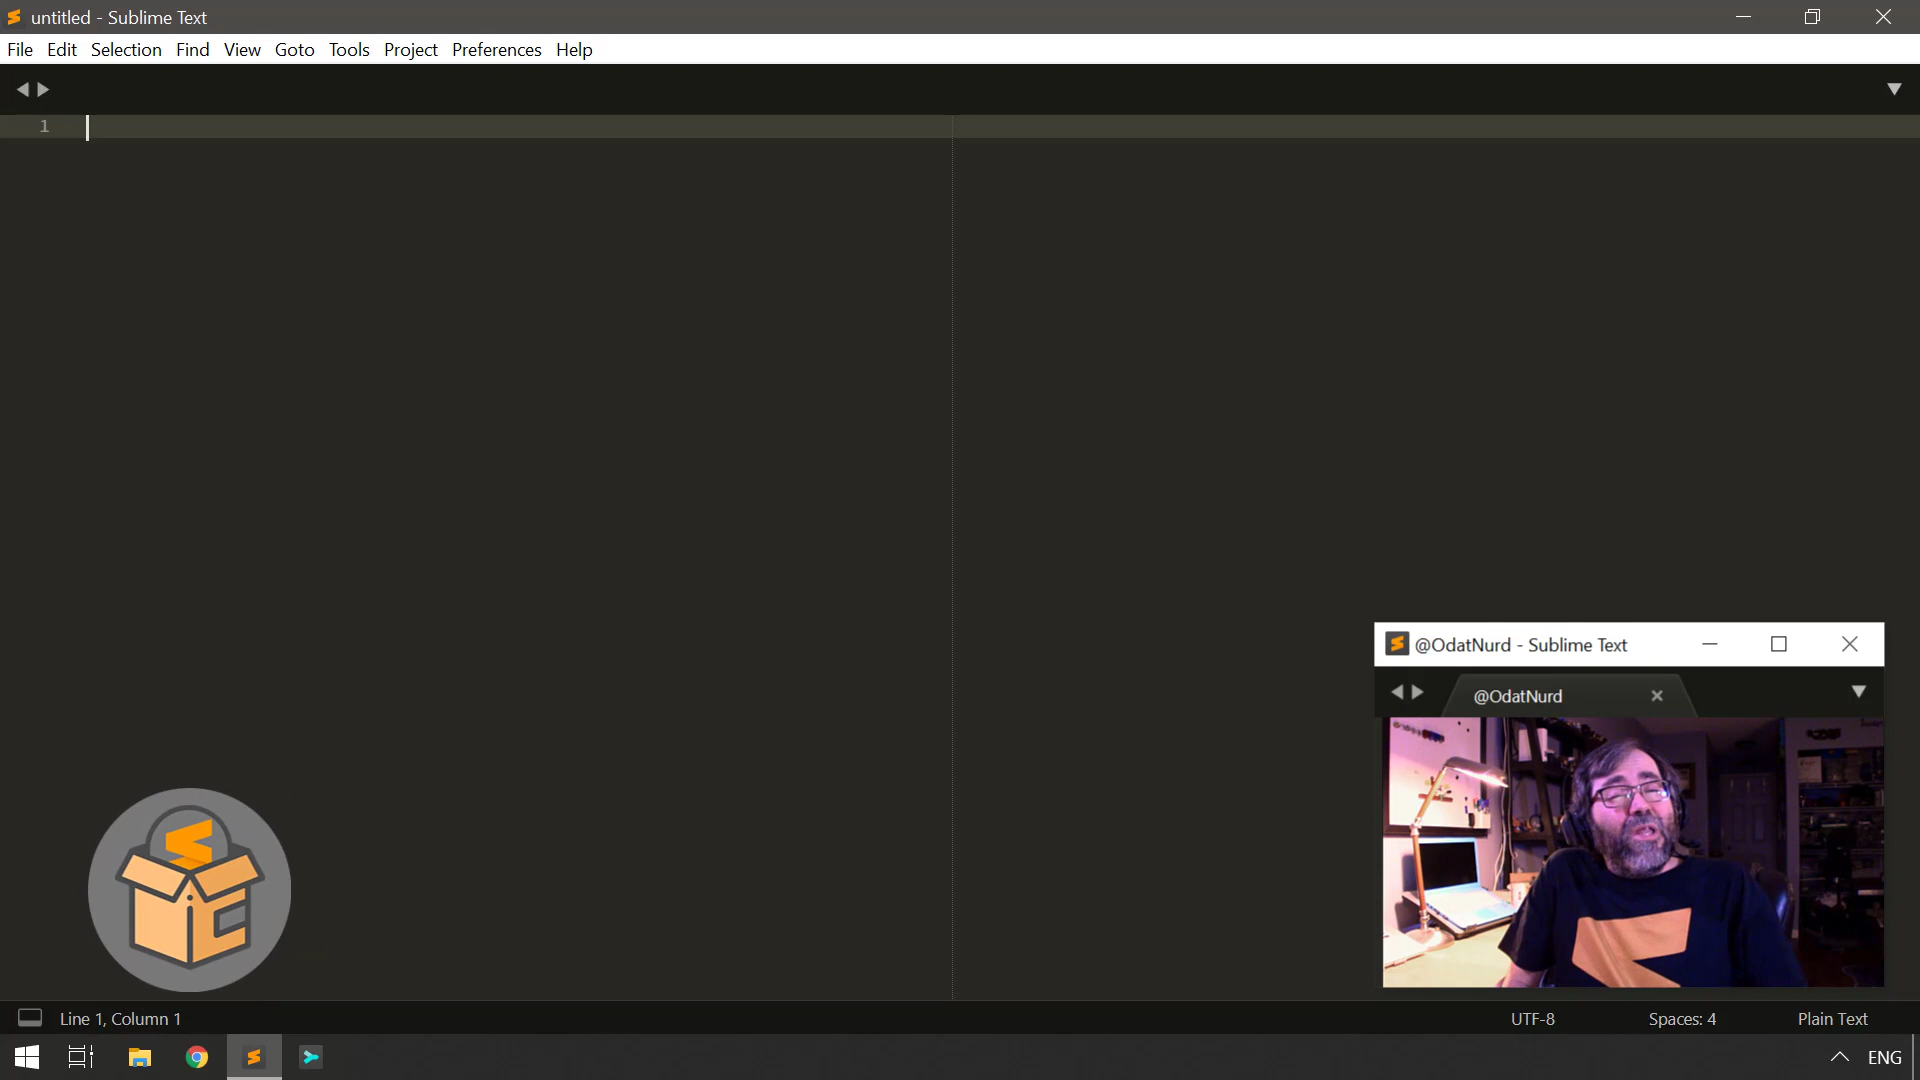 untitled - Sublime Text
File Edit Selection Find View Goto Tools Project Preferences Help
1
@OdatNurd - Sublime Text
@OdatNurd
Line 1, Column 1
UTF-8
Spaces: 4
Plain Text
ENG